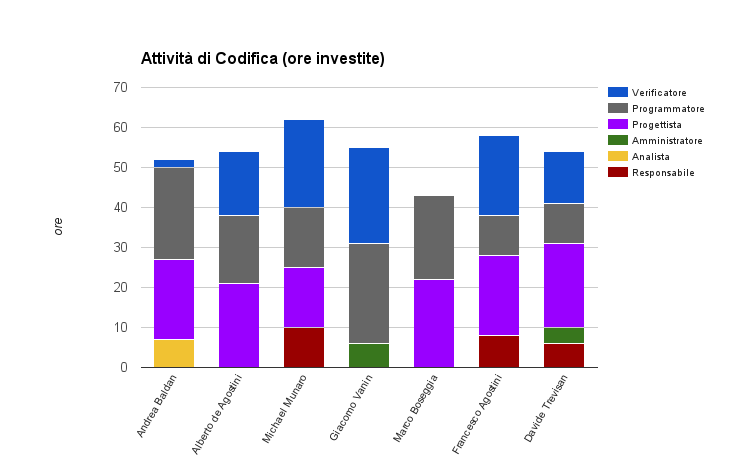 Attività di Codifica (ore investite)
70
60
50
40
30
20
10
0
ore
Verificatore
Programmatore
Progettista
Amministratore
Analista
Responsabile
Andrea Baldan
Alberto de Agostini
Michael Munaro
Giacomo Vanin
Marco Boseggia
Francesco Agostini
Davide Trevisan